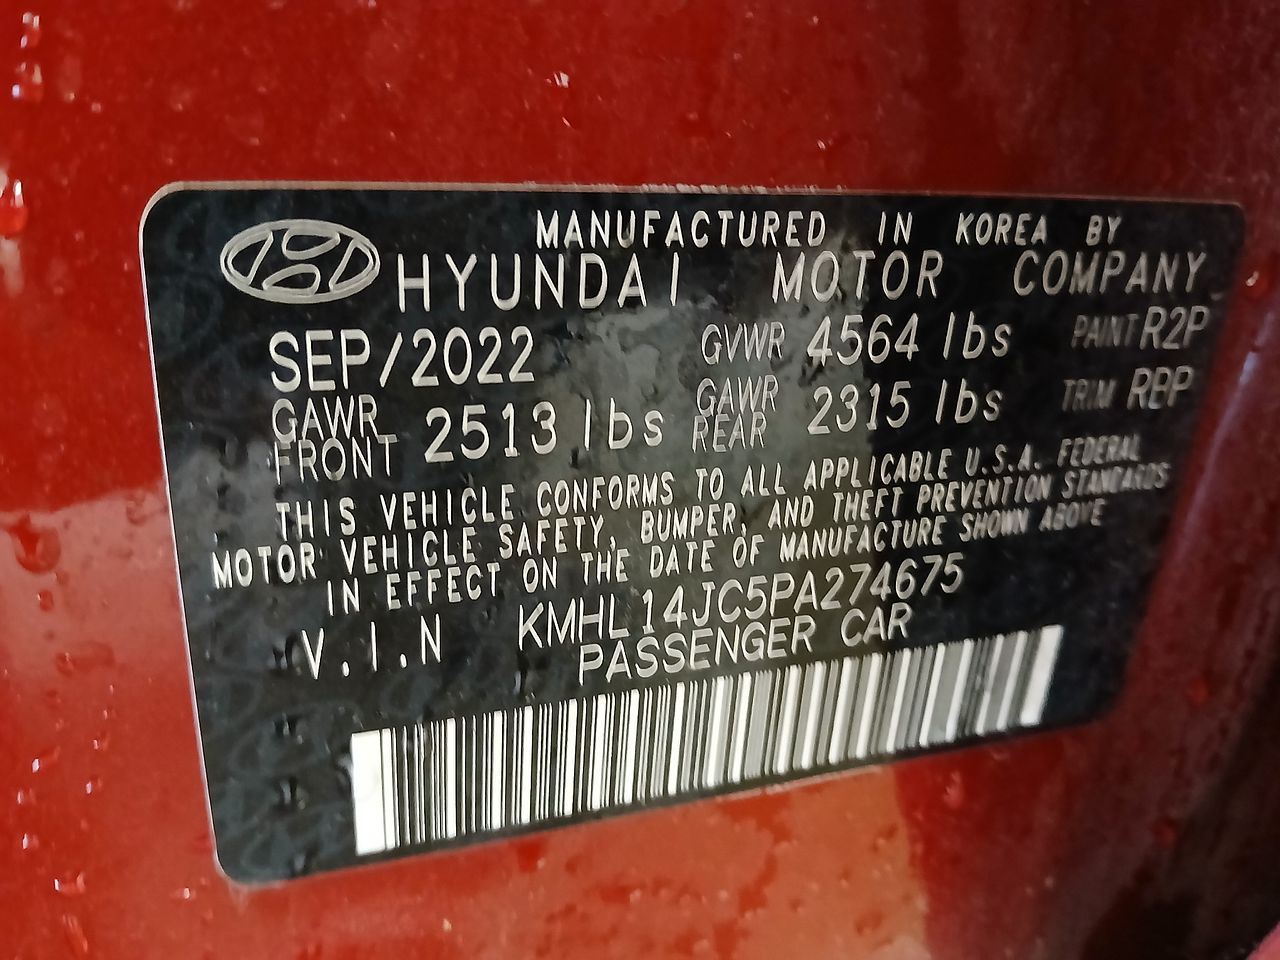 MANUFACTURED IN KOREA BY
HYUNDAI MOTOR COMPANY
SEP/2022 GVWR 4564 lbs PAINT R2P
GAWR FRONT 2513 lbs GAWR REAR 2315 lbs TRIM RBP
THIS VEHICLE CONFORMS TO ALL APPLICABLE U.S.A. FEDERAL
MOTOR VEHICLE SAFETY, BUMPER, AND THEFT PREVENTION STANDARDS
IN EFFECT ON THE DATE OF MANUFACTURE SHOWN ABOVE
V.I.N KMHL14JC5PA274675
PASSENGER CAR